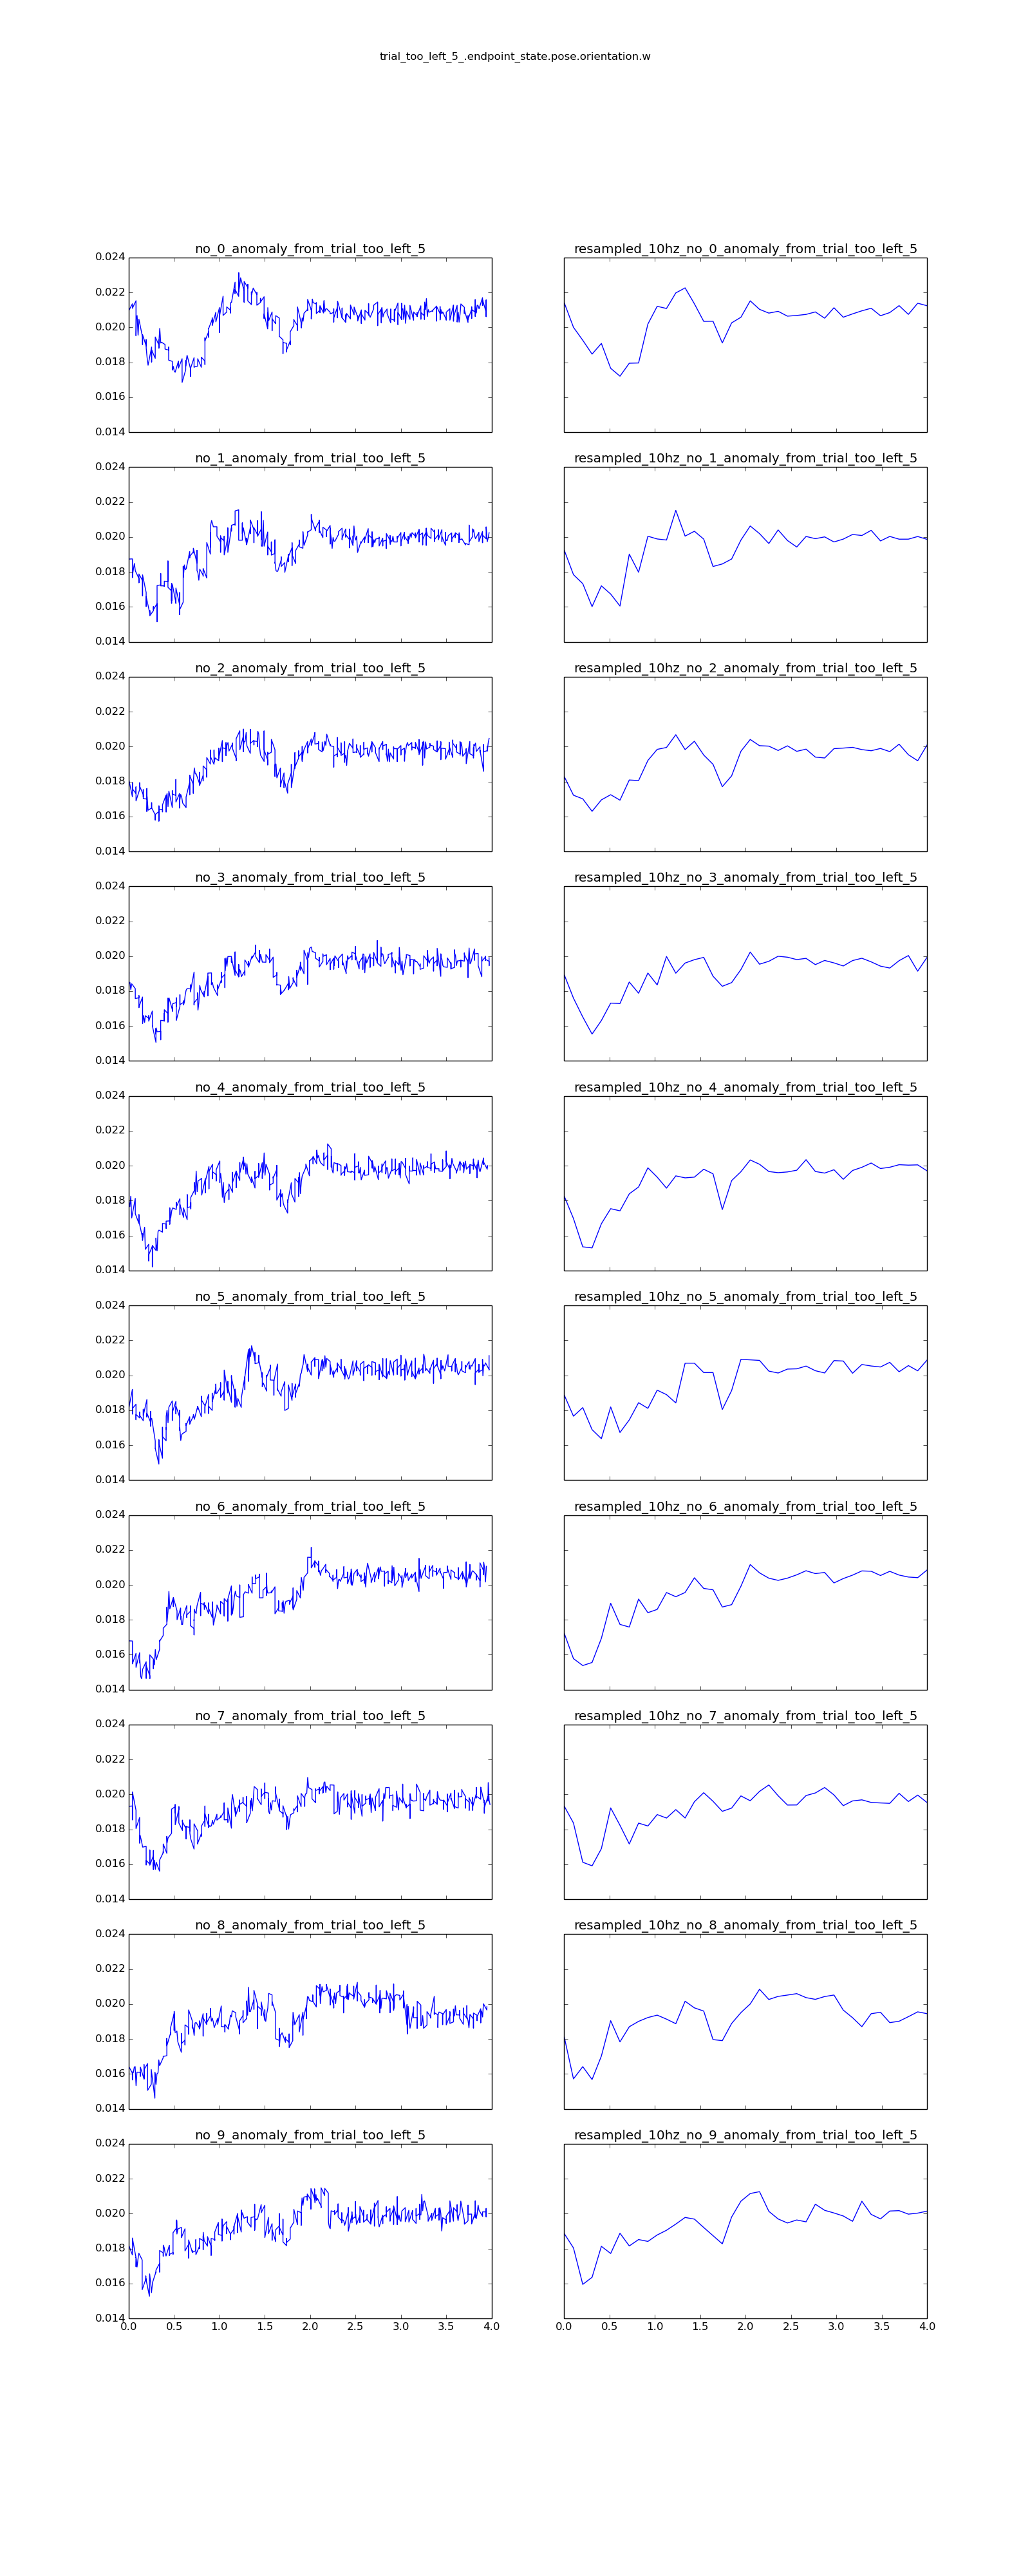 trial_too_left_5_.endpoint_state.pose.orientation.w
no_0_anomaly_from_trial_too_left_5
resampled_10hz_no_0_anomaly_from_trial_too_left_5
0.024
0.022
0.020
0.018
0.016
0.014
no_1_anomaly_from_trial_too_left_5
resampled_10hz_no_1_anomaly_from_trial_too_left_5
0.024
0.022
0.020
0.018
0.016
0.014
no_2_anomaly_from_trial_too_left_5
resampled_10hz_no_2_anomaly_from_trial_too_left_5
0.024
0.022
0.020
0.018
0.016
0.014
no_3_anomaly_from_trial_too_left_5
resampled_10hz_no_3_anomaly_from_trial_too_left_5
0.024
0.022
0.020
0.018
0.016
0.014
no_4_anomaly_from_trial_too_left_5
resampled_10hz_no_4_anomaly_from_trial_too_left_5
0.024
0.022
0.020
0.018
0.016
0.014
no_5_anomaly_from_trial_too_left_5
resampled_10hz_no_5_anomaly_from_trial_too_left_5
0.024
0.022
0.020
0.018
0.016
0.014
no_6_anomaly_from_trial_too_left_5
resampled_10hz_no_6_anomaly_from_trial_too_left_5
0.024
0.022
0.020
0.018
0.016
0.014
no_7_anomaly_from_trial_too_left_5
resampled_10hz_no_7_anomaly_from_trial_too_left_5
0.024
0.022
0.020
0.018
0.016
0.014
no_8_anomaly_from_trial_too_left_5
resampled_10hz_no_8_anomaly_from_trial_too_left_5
0.024
0.022
0.020
0.018
0.016
0.014
no_9_anomaly_from_trial_too_left_5
resampled_10hz_no_9_anomaly_from_trial_too_left_5
0.024
0.022
0.020
0.018
0.016
0.014
0.0 0.5 1.0 1.5 2.0 2.5 3.0 3.5 4.0
0.0 0.5 1.0 1.5 2.0 2.5 3.0 3.5 4.0